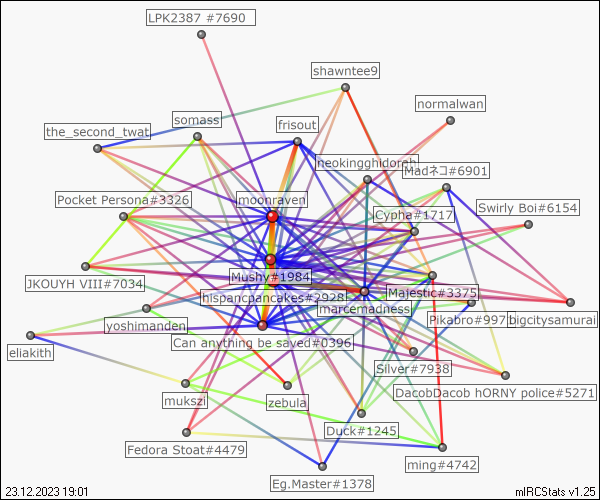 LPK2387 #7690
shawntee9
normalwan
somass
frisout
the_second_twat
neokingghidorah
Madネコ#6901
Pocket Persona#3326
moonraven
Cypha#1717
Swirly Boi#6154
Mushy#1984
JKOUYH VIII#7034
hispancpancakes#2928
Majestic#3375
marcemadness
yoshimanden
Pikabro#997
bigcitysamurai
Can anything be saved#0396
eliakith
Silver#7938
DacobDacob hORNY police#5271
mukszi
zebula
Duck#1245
Fedora Stoat#4479
ming#4742
Eg.Master#1378
23.12.2023 19:01
mIRCStats v1.25